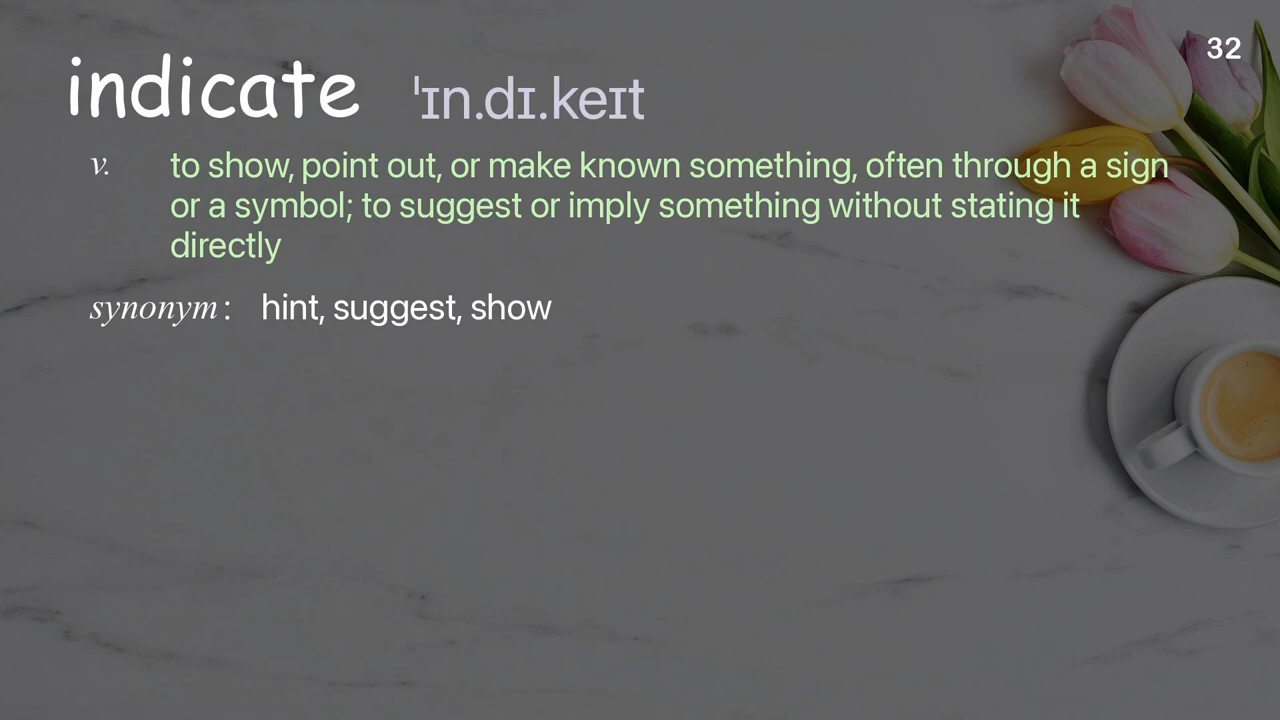 32
indicate ˈɪn.dɪ.keɪt
v. to show, point out, or make known something, often through a sign
or a symbol; to suggest or imply something without stating it
directly
synonym: hint, suggest, show